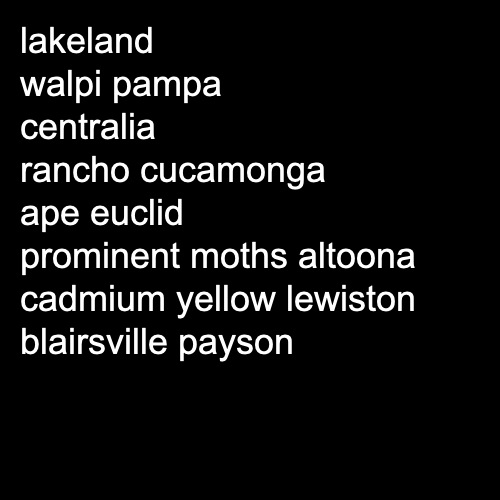 lakeland
walpi pampa
centralia
rancho cucamonga
ape euclid
prominent moths altoona
cadmium yellow lewiston
blairsville payson